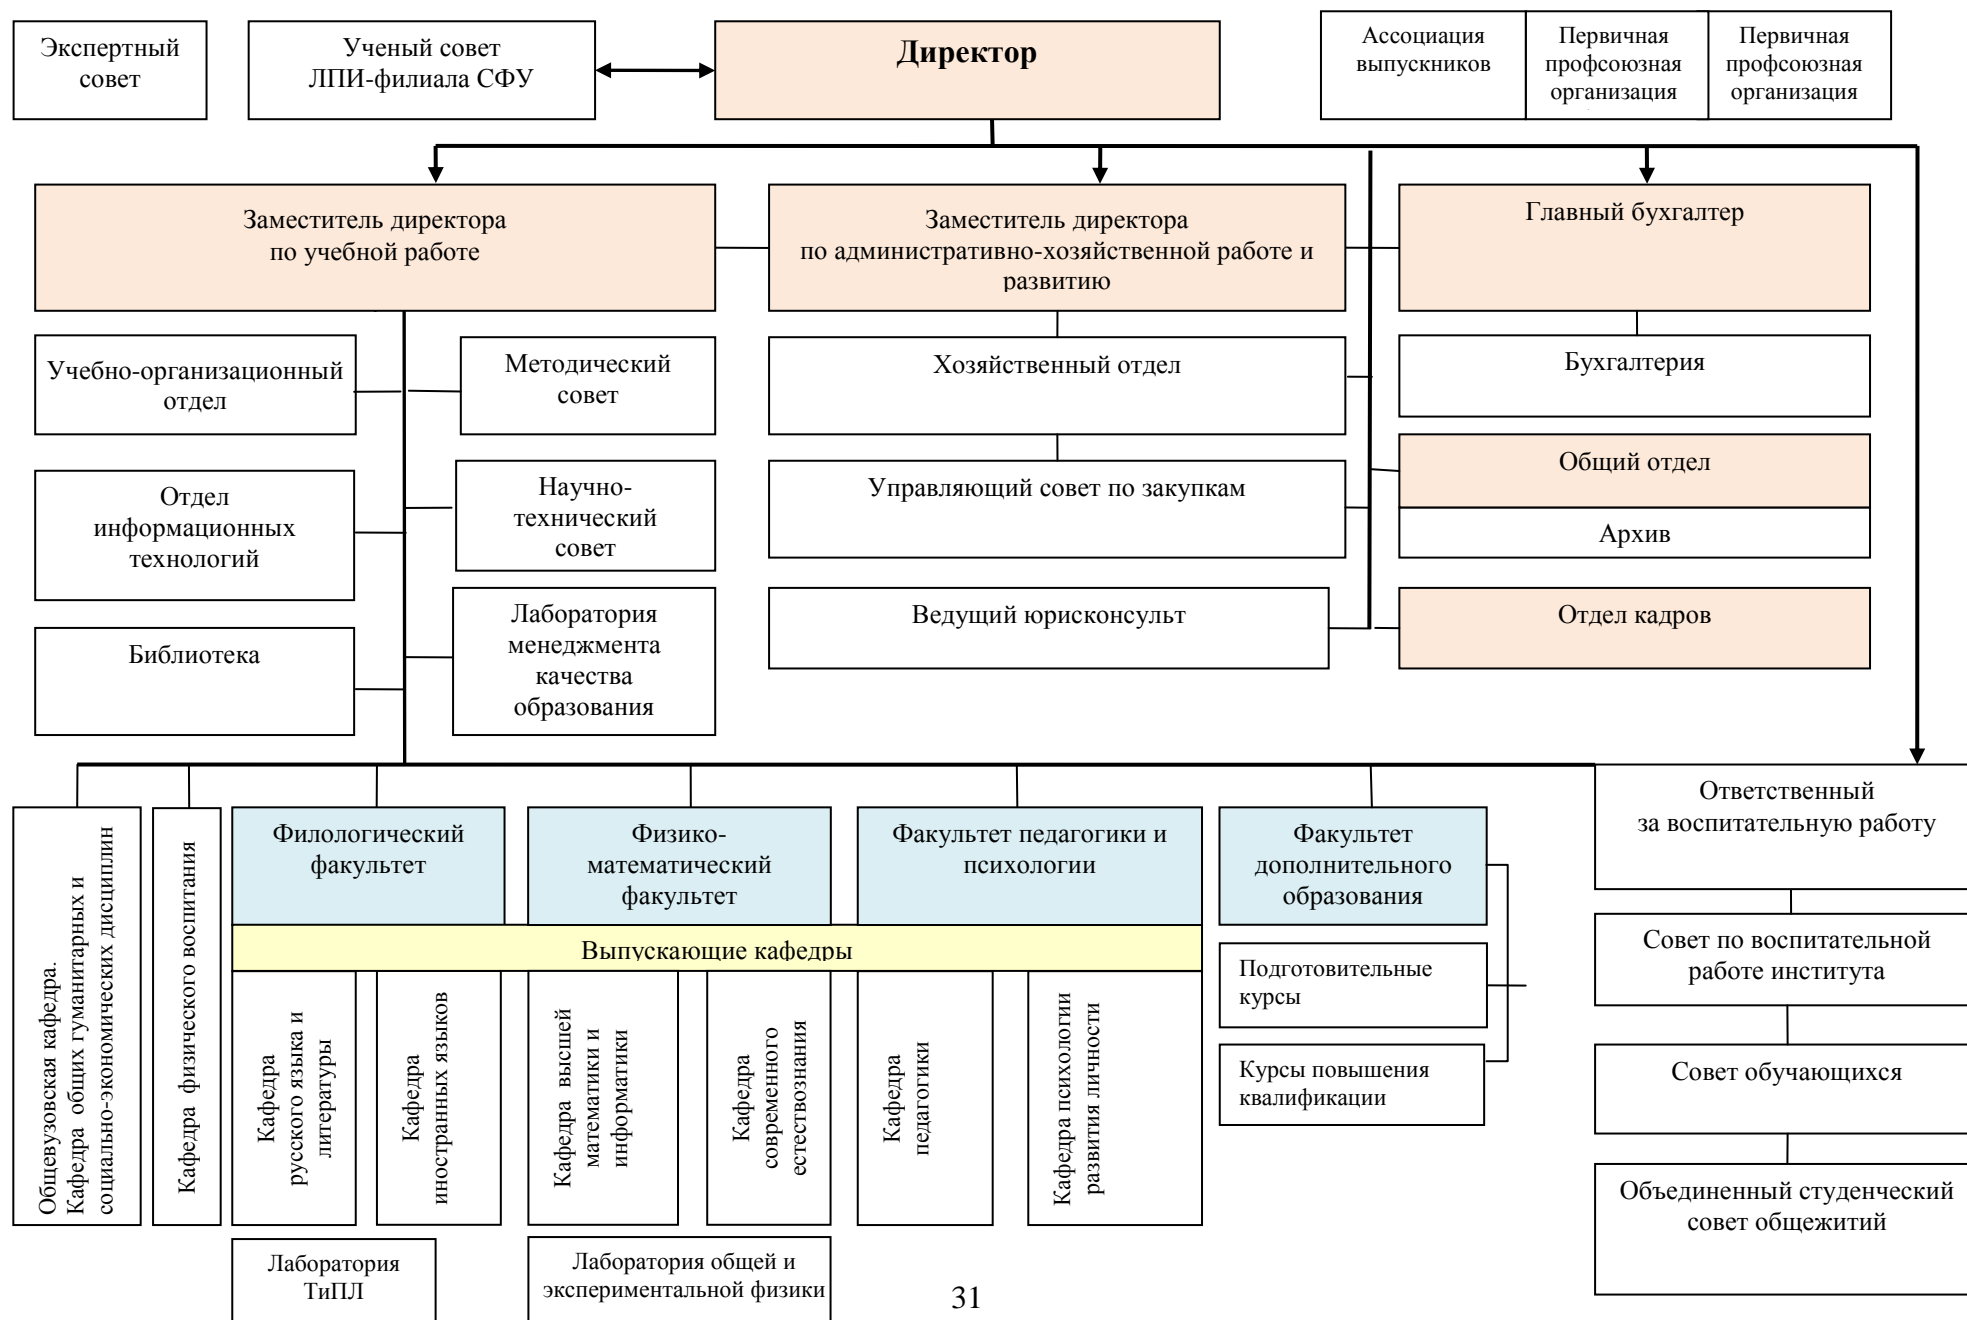 Экспертный
совет
Ученый совет
ЛПИ-филиала СФУ
Директор
Ассоциация
выпускников
Первичная
профсоюзная
организация
Первичная
профсоюзная
организация
Заместитель директора
по учебной работе
Заместитель директора
по административно-хозяйственной работе и
развитию
Главный бухгалтер
Учебно-организационный
отдел
Методический
совет
Хозяйственный отдел
Бухгалтерия
Отдел
информационных
технологий
Научно-
технический
совет
Управляющий совет по закупкам
Общий отдел
Архив
Библиотека
Лаборатория
менеджмента
качества
образования
Ведущий юрисконсульт
Отдел кадров
Общевузовская кафедра.
Кафедра общих гуманитарных и
социально-экономических дисциплин
Кафедра физического воспитания
Филологический
факультет
Физико-
математический
факультет
Факультет педагогики и
психологии
Факультет
дополнительного
образования
Ответственный
за воспитательную работу
Выпускающие кафедры
Кафедра
русского языка и
литературы
Кафедра
иностранных языков
Кафедра высшей
математики и
информатики
Кафедра
современного
естествознания
Кафедра
педагогики
Кафедра психологии
развития личности
Подготовительные
курсы
Курсы повышения
квалификации
Совет по воспитательной
работе института
Совет обучающихся
Объединенный студенческий
совет общежитий
Лаборатория
ТиПЛ
Лаборатория общей и
экспериментальной физики
31